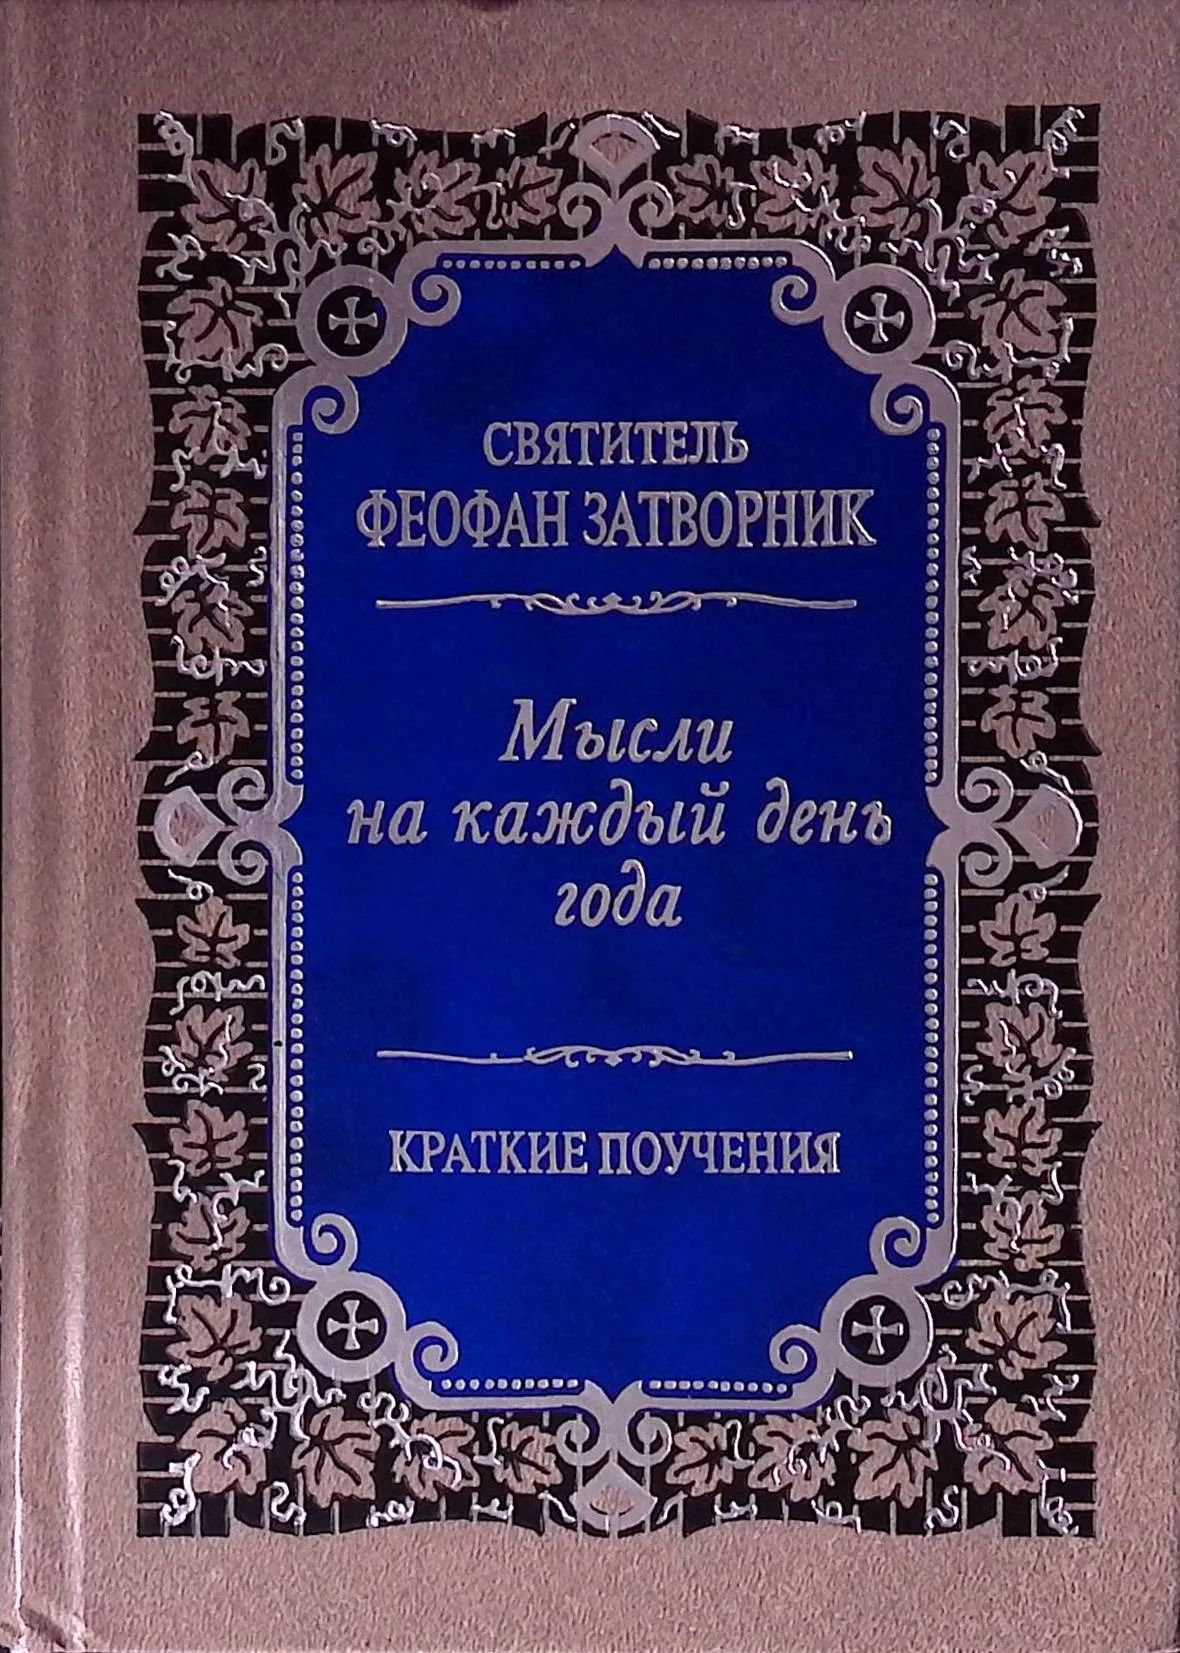 СВЯТИТЕЛЬ
ФЕОФАН ЗАТВОРНИК
Мысли
на каждый день
года
КРАТКИЕ ПОУЧЕНИЯ